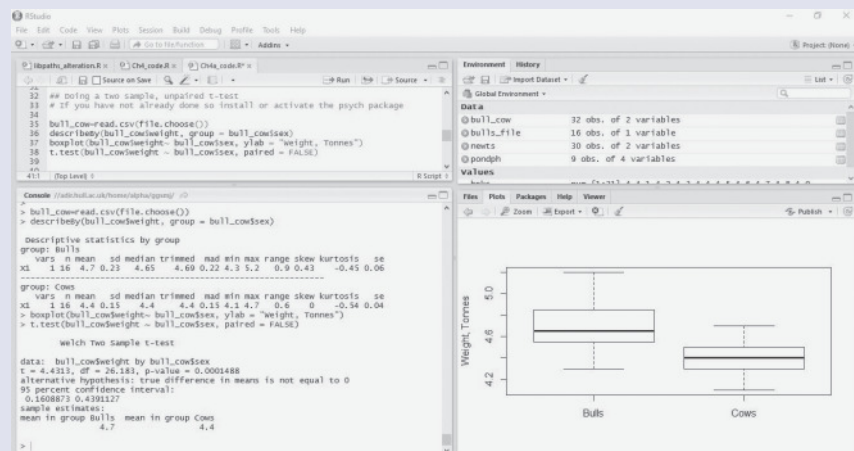 RStudio
File Edit Code View Plots Session Build Debug Profile Tools Help
Go to file/function Addins
Project: (None)
libpaths_alteration.R Ch4_code.R Ch4a_code.R*
Source on Save Run Source
32 ## Doing a two sample, unpaired t-test
33 # If you have not already done so install or activate the psych package
34
35 bull_cow=read.csv(file.choose())
36 describeBy(bull_cow$weight, group = bull_cow$sex)
37 boxplot(bull_cow$weight~ bull_cow$sex, ylab = "Weight, Tonnes")
38 t.test(bull_cow$weight ~ bull_cow$sex, paired = FALSE)
39
41:1 (Top Level) R Script
Console
> bull_cow=read.csv(file.choose())
> describeBy(bull_cow$weight, group = bull_cow$sex)
Descriptive statistics by group
group: Bulls
vars n mean sd median trimmed mad min max range skew kurtosis se
X1 1 16 4.7 0.23 4.65 4.69 0.22 4.3 5.2 0.9 0.43 -0.45 0.06
------------------------------------------------------------
group: Cows
vars n mean sd median trimmed mad min max range skew kurtosis se
X1 1 16 4.4 0.15 4.4 4.4 0.15 4.1 4.7 0.6 0 -0.54 0.04
> boxplot(bull_cow$weight~ bull_cow$sex, ylab = "Weight, Tonnes")
> t.test(bull_cow$weight ~ bull_cow$sex, paired = FALSE)
Welch Two Sample t-test
data: bull_cow$weight by bull_cow$sex
t = 4.4313, df = 26.183, p-value = 0.0001488
alternative hypothesis: true difference in means is not equal to 0
95 percent confidence interval:
0.1608873 0.4391127
sample estimates:
mean in group Bulls mean in group Cows
4.7 4.4
>
Environment History
Import Dataset List
Global Environment
Data
bull_cow 32 obs. of 2 variables
bulls_file 16 obs. of 1 variable
newts 30 obs. of 2 variables
pondph 9 obs. of 4 variables
values
Files Plots Packages Help Viewer
Zoom Export Publish
Weight, Tonnes
5.0
4.6
4.2
Bulls Cows